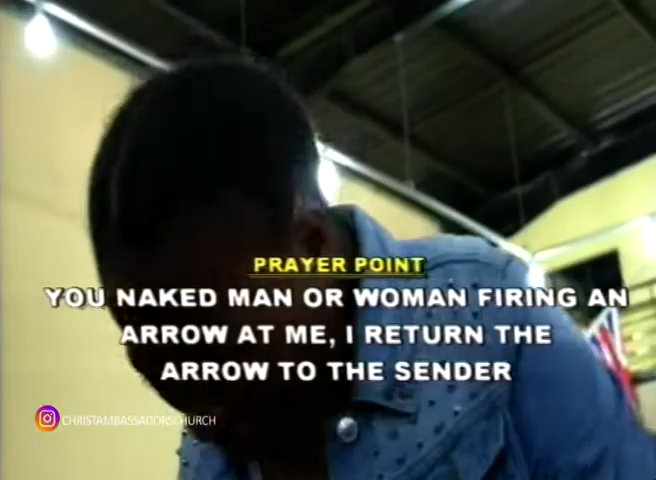 PRAYER POINT
YOU NAKED MAN OR WOMAN FIRING AN
ARROW AT ME, I RETURN THE
ARROW TO THE SENDER
CHRISTAMBASSADORSCHURCH